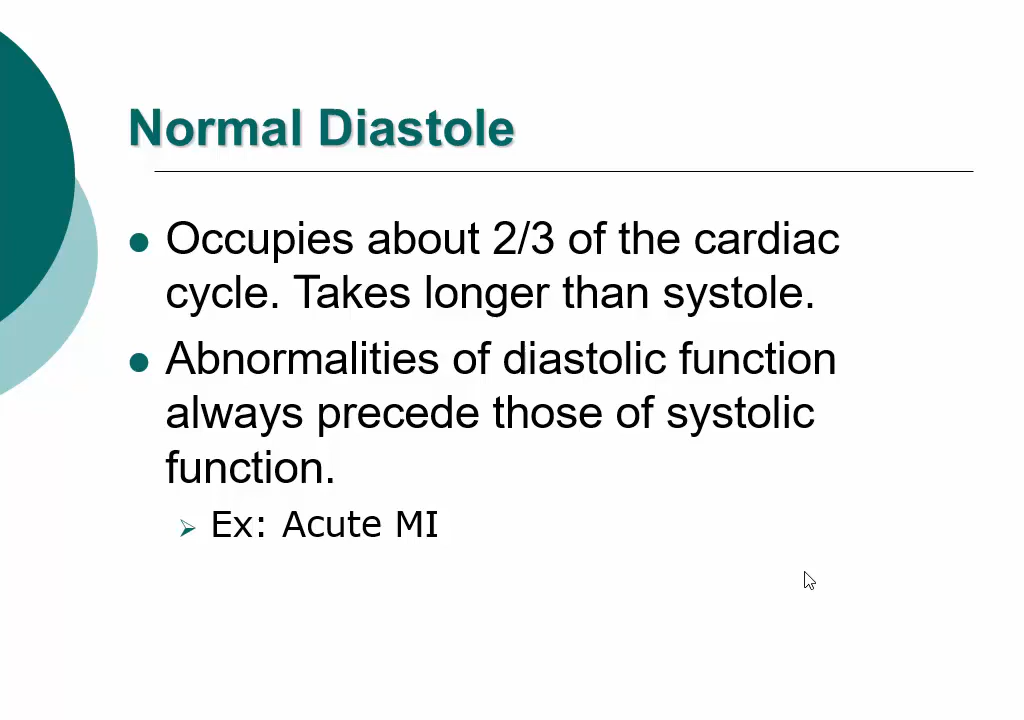 Normal Diastole
Occupies about 2/3 of the cardiac
cycle. Takes longer than systole.
Abnormalities of diastolic function
always precede those of systolic
function.
Ex: Acute MI